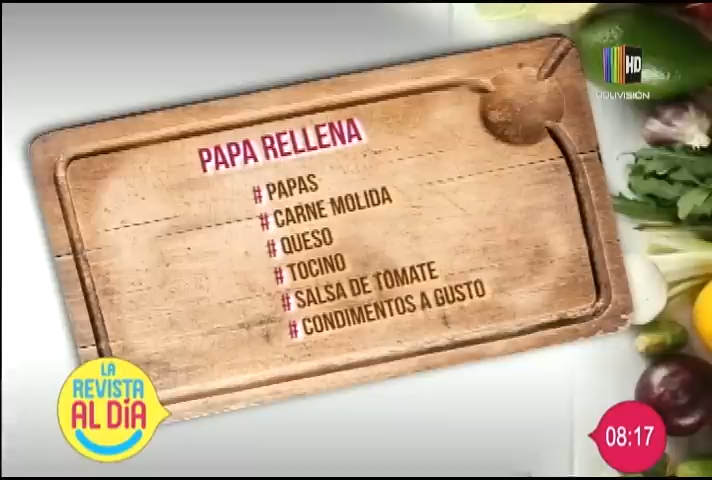 HD
UNIVISIÓN
PAPA RELLENA
# PAPAS
# CARNE MOLIDA
# QUESO
# TOCINO
# SALSA DE TOMATE
# CONDIMENTOS A GUSTO
LA
REVISTA
AL DÍA
08:17